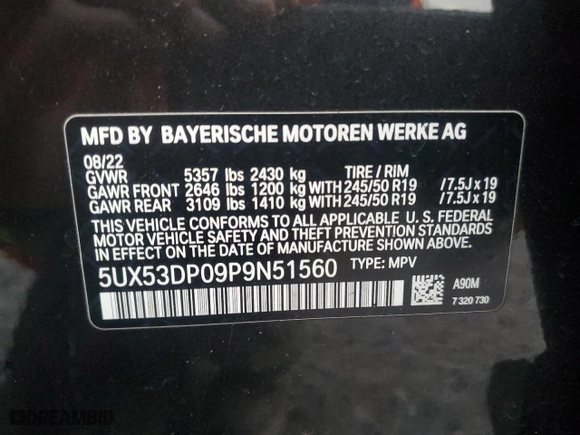 MFD BY BAYERISCHE MOTOREN WERKE AG
08/22
GVWR 5357 lbs 2430 kg TIRE / RIM
GAWR FRONT 2646 lbs 1200 kg WITH 245/50 R19 / 7.5J x 19
GAWR REAR 3109 lbs 1410 kg WITH 245/50 R19 / 7.5J x 19
THIS VEHICLE CONFORMS TO ALL APPLICABLE U. S. FEDERAL
MOTOR VEHICLE SAFETY AND THEFT PREVENTION STANDARDS
IN EFFECT ON THE DATE OF MANUFACTURE SHOWN ABOVE.
5UX53DP09P9N51560 TYPE: MPV
A90M
7 320 730
DREAMBID